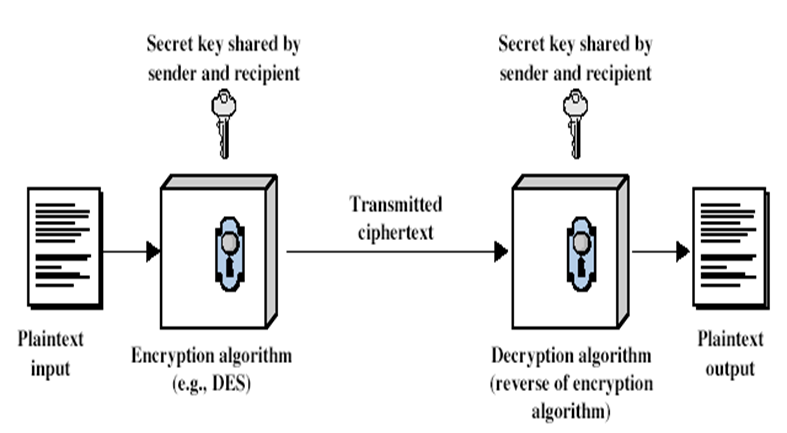 Secret key shared by
sender and recipient
Secret key shared by
sender and recipient
Transmitted
ciphertext
Plaintext
input
Encryption algorithm
(e.g., DES)
Decryption algorithm
(reverse of encryption
algorithm)
Plaintext
output